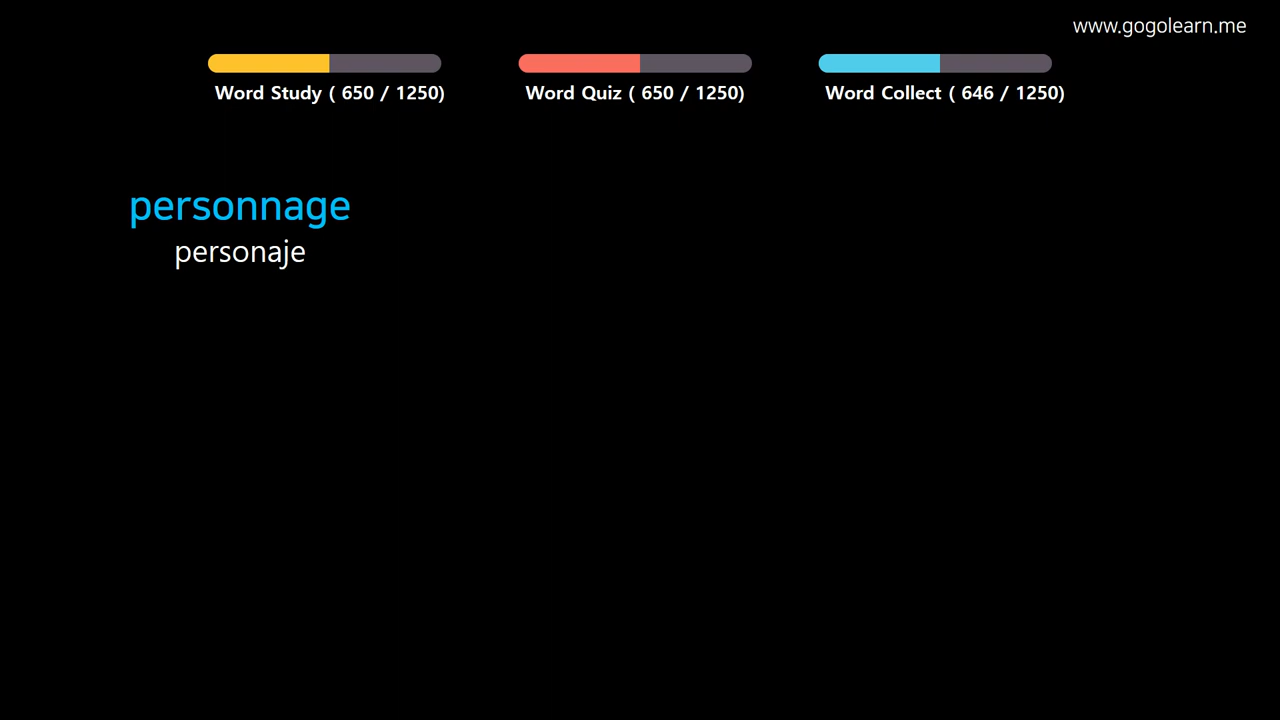 www.gogolearn.me
Word Study ( 650 / 1250)
Word Quiz ( 650 / 1250)
Word Collect ( 646 / 1250)
personnage
personaje